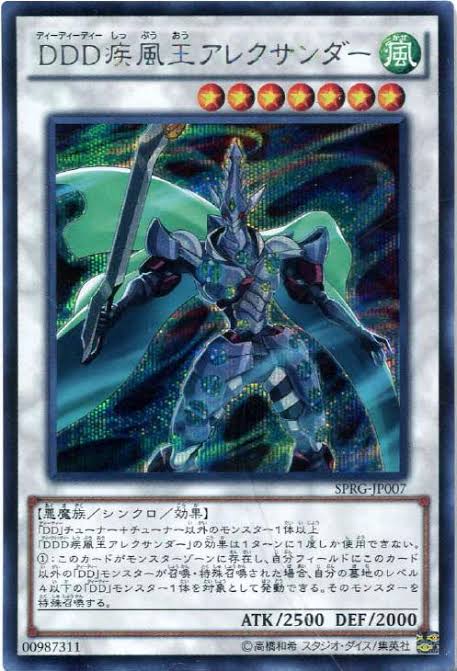 ディーディーディー しっ ぷう おう
DDD疾風王アレクサンダー
かぜ
風
SPRG-JP007
【悪魔族/シンクロ/効果】
「DD」チューナー+チューナー以外のモンスター1体以上
「DDD疾風王アレクサンダー」の効果は1ターンに1度しか使用できない。
①:このカードがモンスターゾーンに存在し、自分フィールドにこのカード
以外の「DD」モンスターが召喚・特殊召喚された場合、自分の墓地のレベル
4以下の「DD」モンスター1体を対象として発動できる。そのモンスターを
特殊召喚する。
ATK/2500 DEF/2000
00987311
©高橋和希 スタジオ・ダイス/集英社